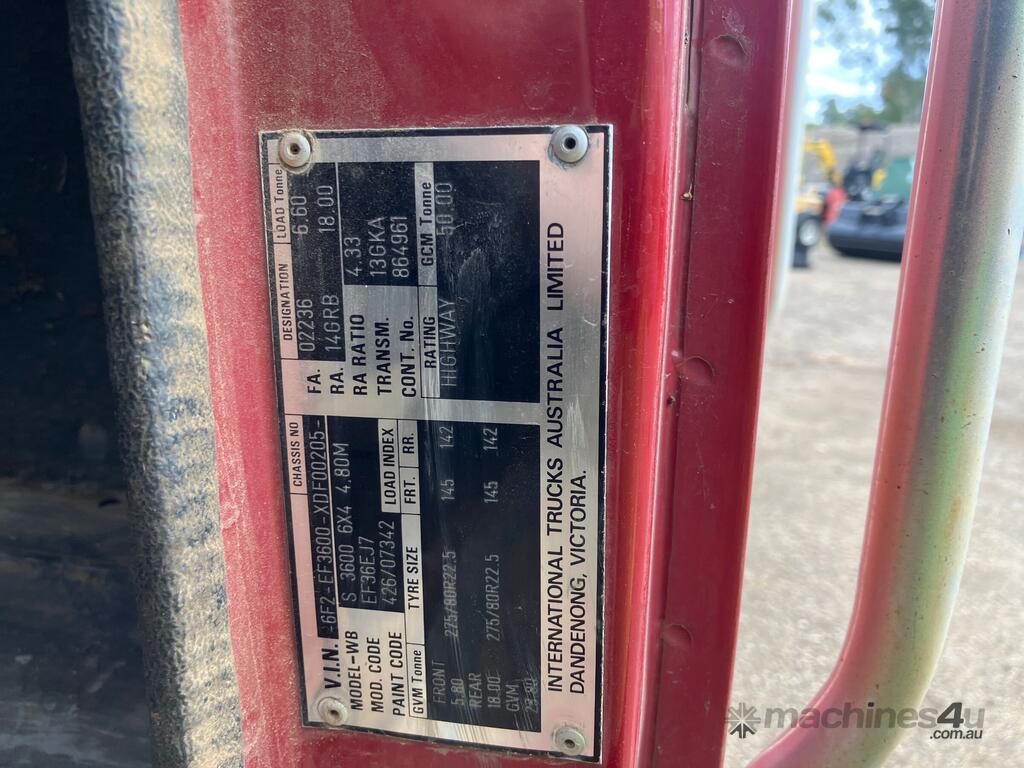 CHASSIS NO
V.I.N. -6F2-EF3600-XDF00205-
MODEL-WB S 3600 6X4 4.80M
MOD. CODE EF36EJ7
PAINT CODE 426/07342
DESIGNATION LOAD Tonne
FA. 02236 6.60
RA. 14GRB 18.00
RA RATIO 4.33
TRANSM. 13GKA
CONT. No. 864961
GVM Tonne TYRE SIZE LOAD INDEX
FRT. RR.
FRONT
5.80 275/80R22.5 145 142
REAR
18.00 275/80R22.5 145 142
GVM
RATING GCM Tonne
HIGHWAY 50.00
INTERNATIONAL TRUCKS AUSTRALIA LIMITED
DANDENONG, VICTORIA.
machines4u
.com.au